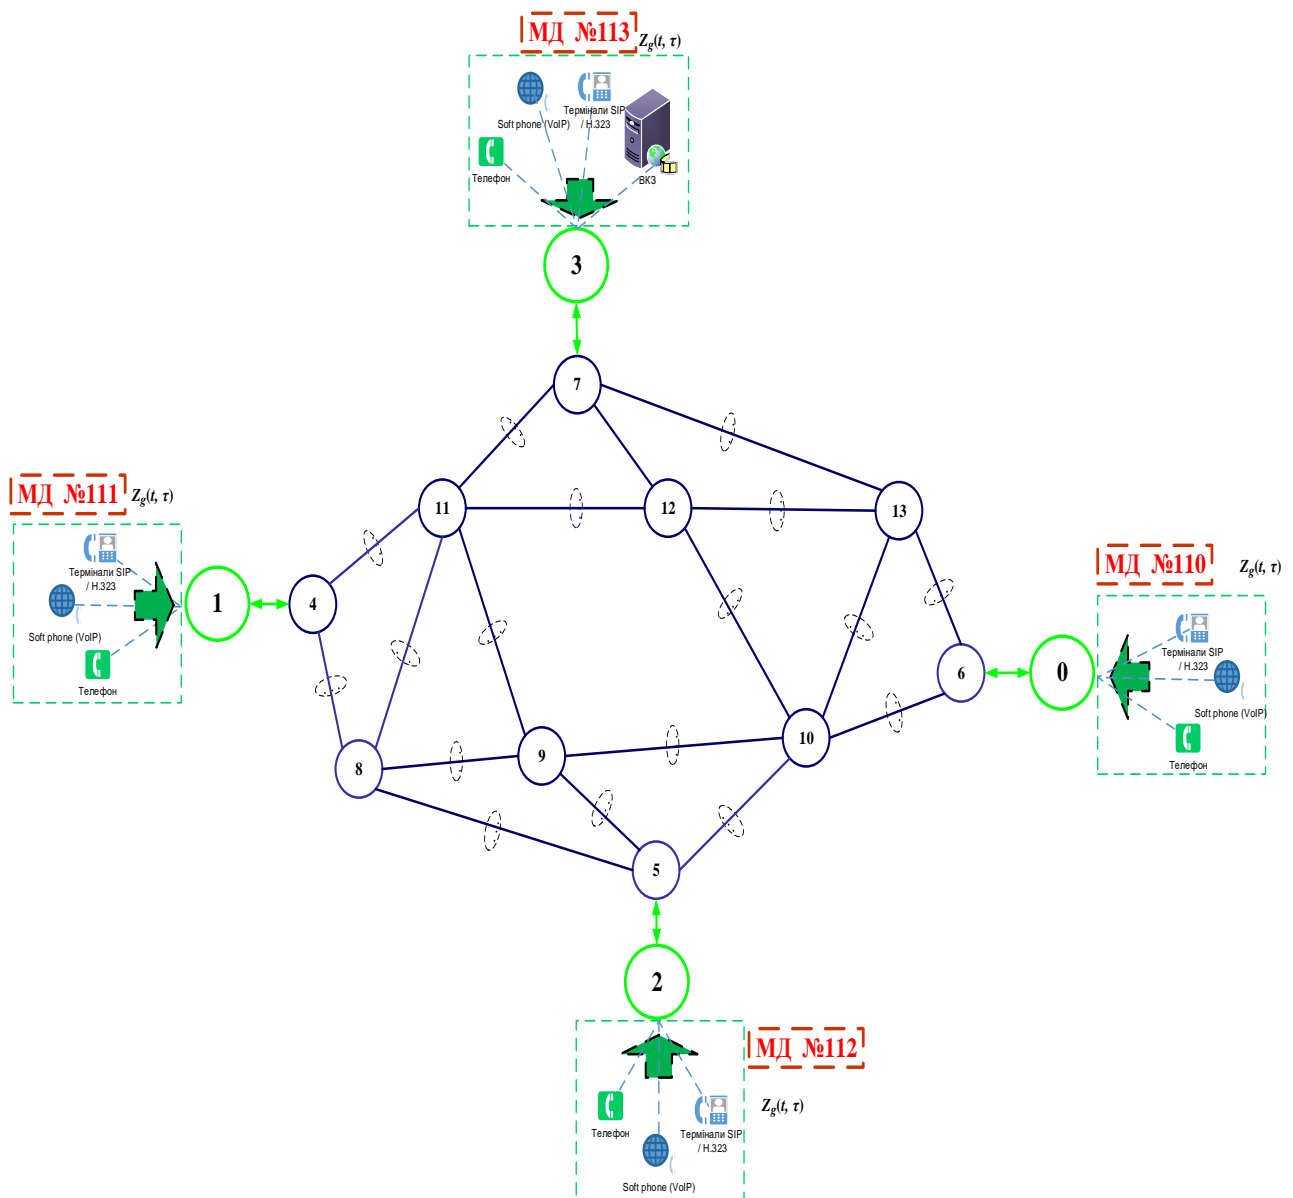 МД №113
Zg(t, τ)
Термінали SIP
/ H.323
Soft phone (VoIP)
Телефон
ВКЗ
3
7
МД №111
Zg(t, τ)
11
12
13
Термінали SIP
/ H.323
Soft phone (VoIP)
Телефон
1
4
МД №110
Zg(t, τ)
6
0
Термінали SIP
/ H.323
Soft phone (VoIP)
Телефон
8
9
10
5
2
МД №112
Zg(t, τ)
Телефон
Термінали SIP
/ H.323
Soft phone (VoIP)